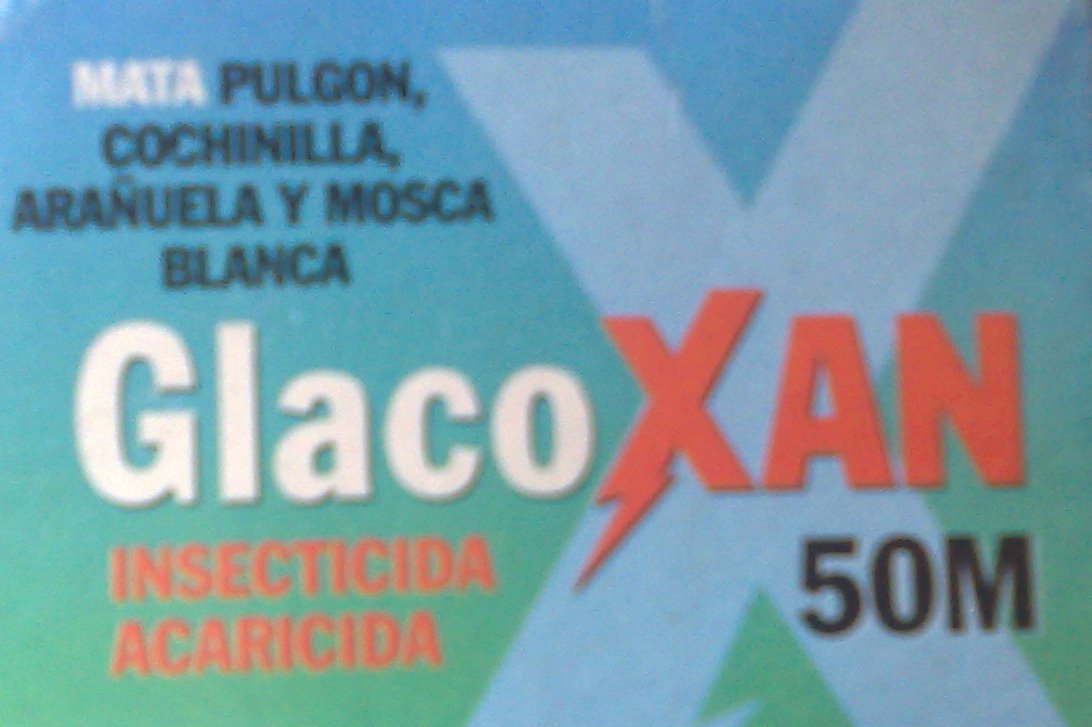 MATA PULGON,
COCHINILLA,
ARAÑUELA Y MOSCA
BLANCA
GlacoXAN
50M
INSECTICIDA
ACARICIDA